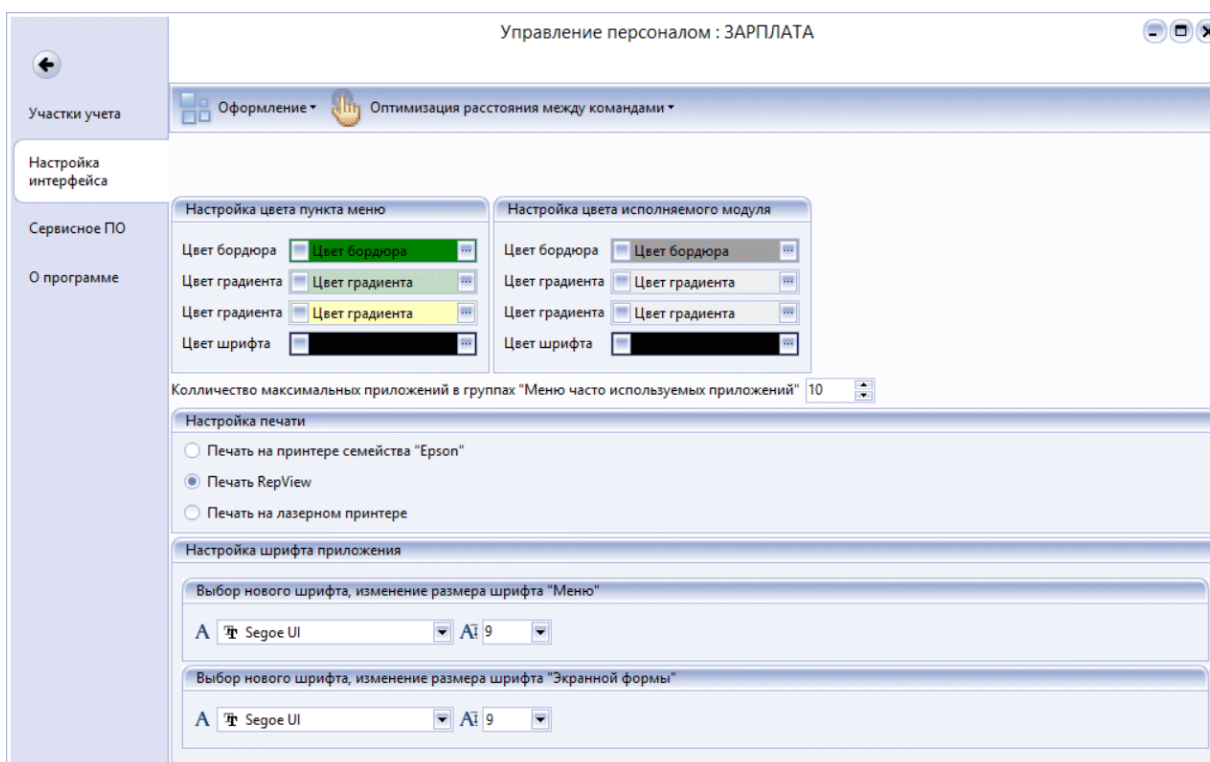 Управление персоналом : ЗАРПЛАТА
Участки учета
Настройка
интерфейса
Сервисное ПО
О программе
Оформление Оптимизация расстояния между командами
Настройка цвета пункта меню Настройка цвета исполняемого модуля
Цвет бордюра Цвет бордюра Цвет бордюра Цвет бордюра
Цвет градиента Цвет градиента Цвет градиента Цвет градиента
Цвет градиента Цвет градиента Цвет градиента Цвет градиента
Цвет шрифта Цвет шрифта
Колличество максимальных приложений в группах "Меню часто используемых приложений" 10
Настройка печати
Печать на принтере семейства "Epson"
Печать RepView
Печать на лазерном принтере
Настройка шрифта приложения
Выбор нового шрифта, изменение размера шрифта "Меню"
Segoe UI 9
Выбор нового шрифта, изменение размера шрифта "Экранной формы"
Segoe UI 9